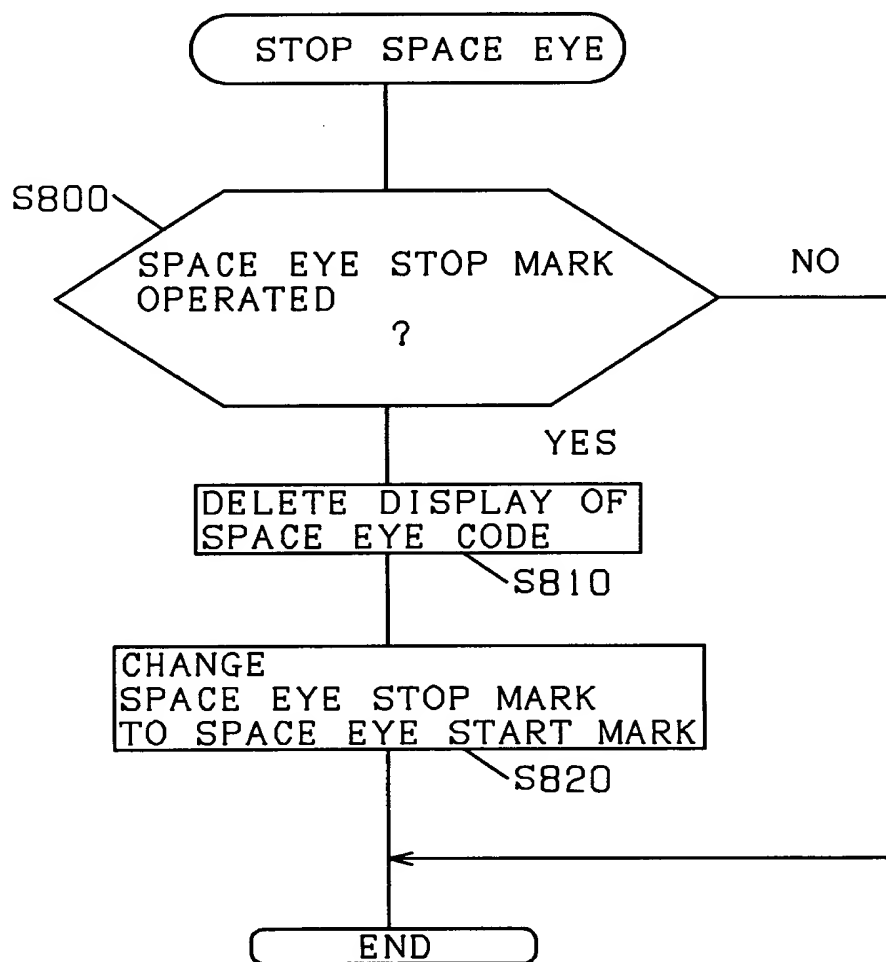 STOP SPACE EYE
S800
SPACE EYE STOP MARK
OPERATED
?
NO
YES
DELETE DISPLAY OF
SPACE EYE CODE
S810
CHANGE
SPACE EYE STOP MARK
TO SPACE EYE START MARK
S820
END